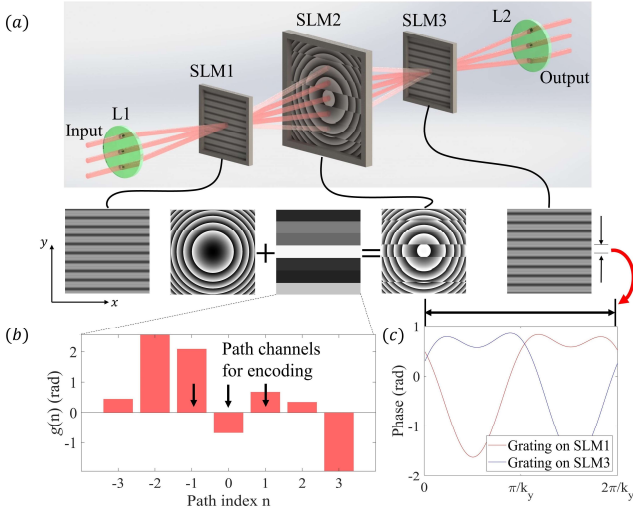 (a)
SLM2
SLM3
L2
SLM1
L1
Input
Output
y
x
(b)
Path channels
for encoding
g(n) (rad)
2
1
0
-1
-3
-2
-1
0
1
2
3
Path index n
(c)
Phase (rad)
1
0
-1
-2
Grating on SLM1
Grating on SLM3
0
π/k_y
2π/k_y